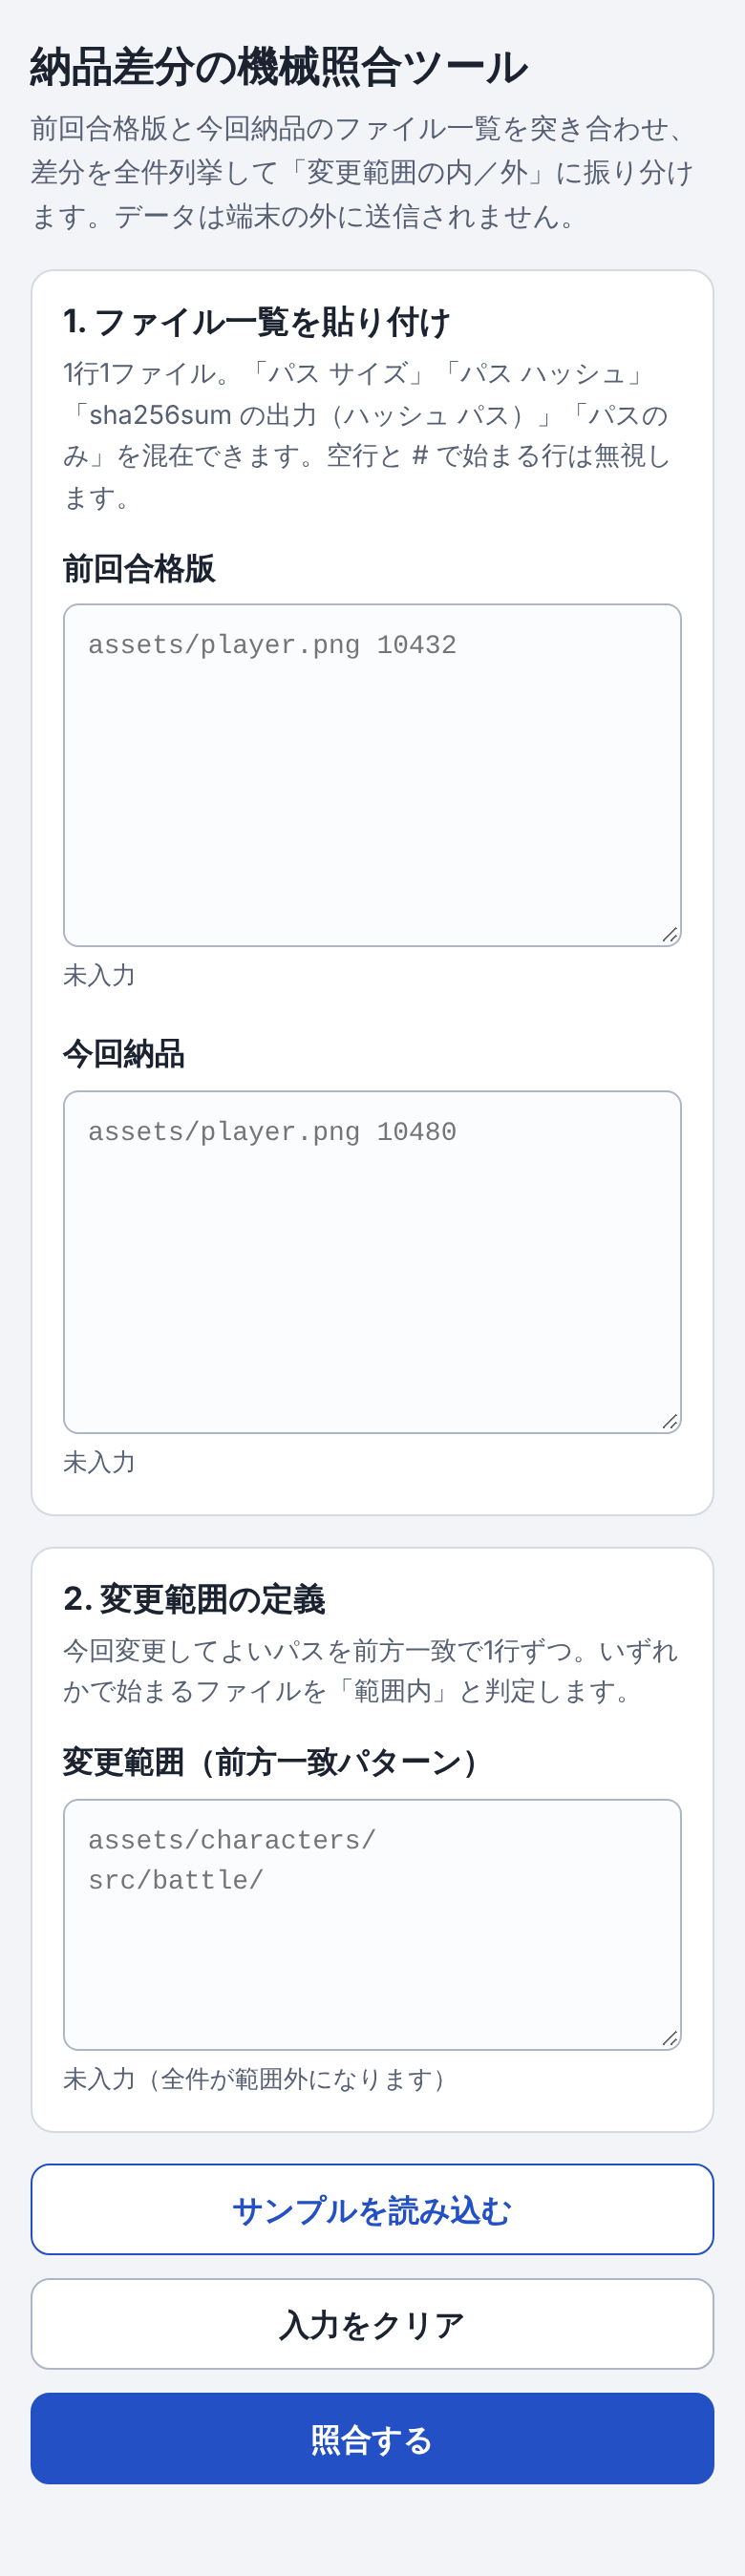 納品差分の機械照合ツール
前回合格版と今回納品のファイル一覧を突き合わせ、
差分を全件列挙して「変更範囲の内／外」に振り分け
ます。データは端末の外に送信されません。
1. ファイル一覧を貼り付け
1行1ファイル。「パス サイズ」「パス ハッシュ」
「sha256sum の出力（ハッシュ パス）」「パスの
み」を混在できます。空行と # で始まる行は無視し
ます。
前回合格版
assets/player.png 10432
未入力
今回納品
assets/player.png 10480
未入力
2. 変更範囲の定義
今回変更してよいパスを前方一致で1行ずつ。いずれ
かで始まるファイルを「範囲内」と判定します。
変更範囲（前方一致パターン）
assets/characters/
src/battle/
未入力（全件が範囲外になります）
サンプルを読み込む
入力をクリア
照合する